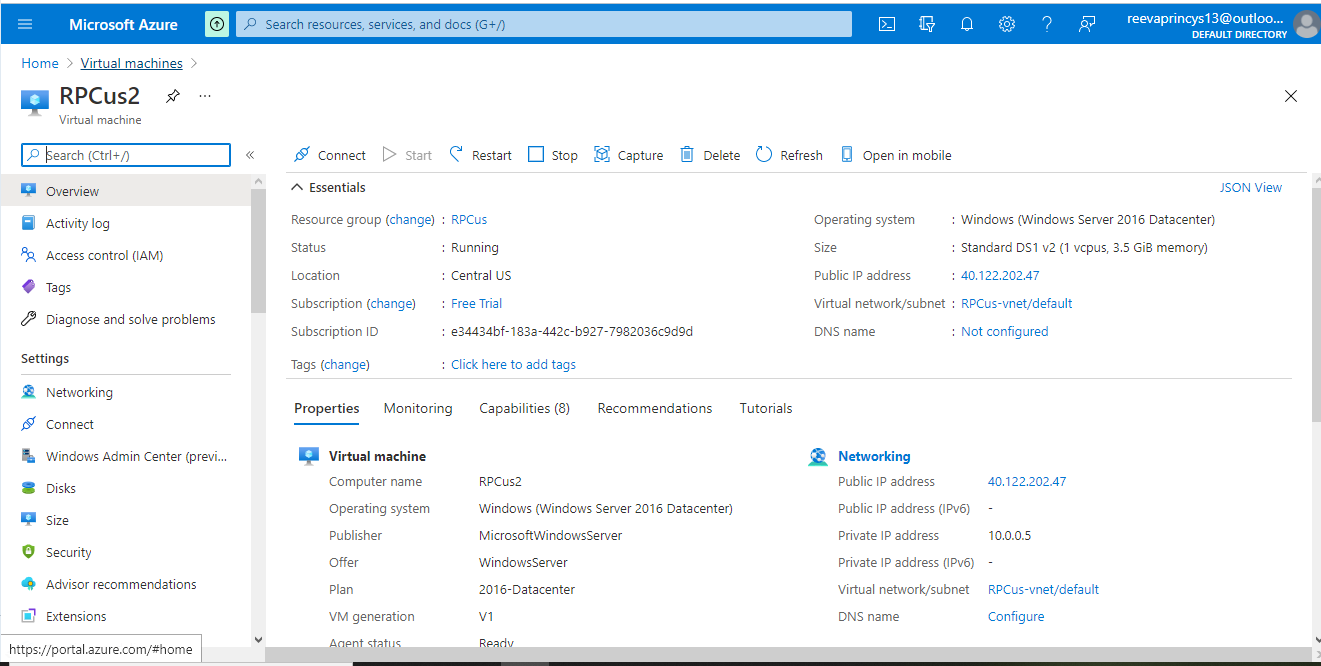 Microsoft Azure
Search resources, services, and docs (G+/)
reevaprincys13@outloo...
DEFAULT DIRECTORY
Home > Virtual machines >
RPCus2
Virtual machine
Search (Ctrl+/)
Overview
Activity log
Access control (IAM)
Tags
Diagnose and solve problems
Settings
Networking
Connect
Windows Admin Center (previ...
Disks
Size
Security
Advisor recommendations
Extensions
https://portal.azure.com/#home
Connect Start Restart Stop Capture Delete Refresh Open in mobile
Essentials
JSON View
Resource group (change) : RPCus
Status : Running
Location : Central US
Subscription (change) : Free Trial
Subscription ID : e34434bf-183a-442c-b927-7982036c9d9d
Tags (change) : Click here to add tags
Operating system : Windows (Windows Server 2016 Datacenter)
Size : Standard DS1 v2 (1 vcpus, 3.5 GiB memory)
Public IP address : 40.122.202.47
Virtual network/subnet : RPCus-vnet/default
DNS name : Not configured
Properties Monitoring Capabilities (8) Recommendations Tutorials
Virtual machine
Computer name RPCus2
Operating system Windows (Windows Server 2016 Datacenter)
Publisher MicrosoftWindowsServer
Offer WindowsServer
Plan 2016-Datacenter
VM generation V1
Agent status Ready
Networking
Public IP address 40.122.202.47
Public IP address (IPv6) -
Private IP address 10.0.0.5
Private IP address (IPv6) -
Virtual network/subnet RPCus-vnet/default
DNS name Configure